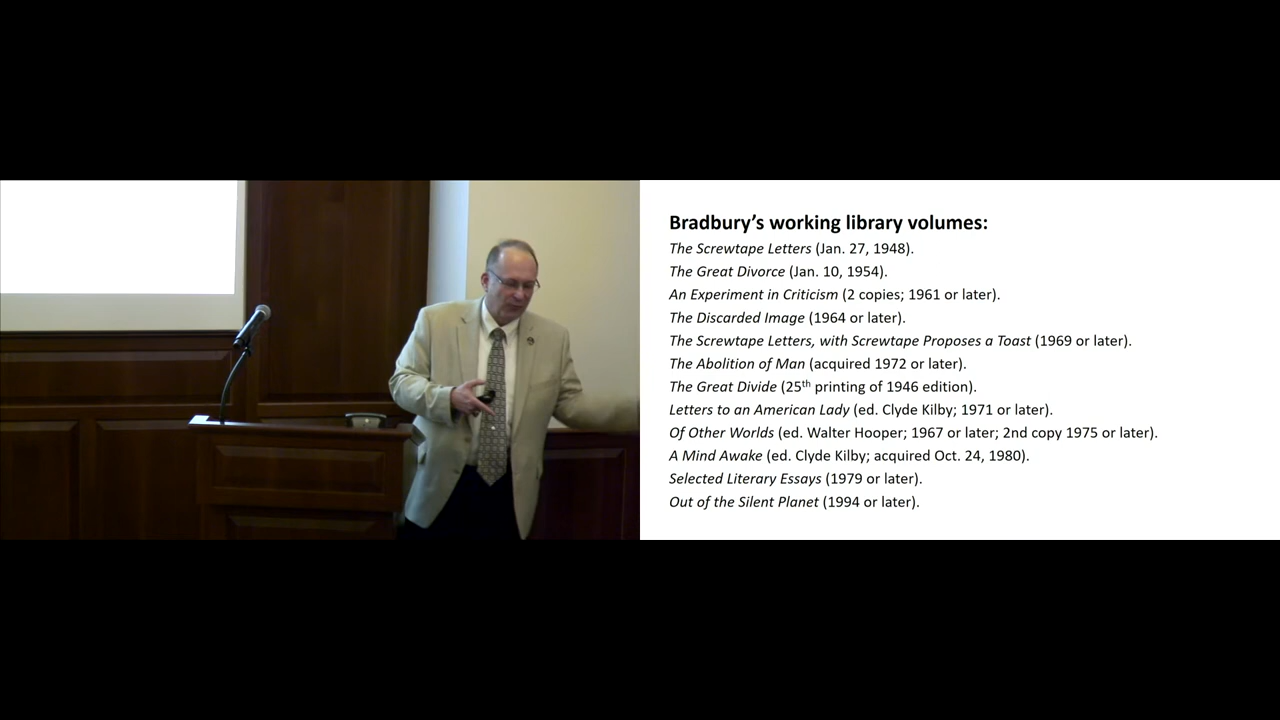 Bradbury's working library volumes:
The Screwtape Letters (Jan. 27, 1948).
The Great Divorce (Jan. 10, 1954).
An Experiment in Criticism (2 copies; 1961 or later).
The Discarded Image (1964 or later).
The Screwtape Letters, with Screwtape Proposes a Toast (1969 or later).
The Abolition of Man (acquired 1972 or later).
The Great Divide (25th printing of 1946 edition).
Letters to an American Lady (ed. Clyde Kilby; 1971 or later).
Of Other Worlds (ed. Walter Hooper; 1967 or later; 2nd copy 1975 or later).
A Mind Awake (ed. Clyde Kilby; acquired Oct. 24, 1980).
Selected Literary Essays (1979 or later).
Out of the Silent Planet (1994 or later).